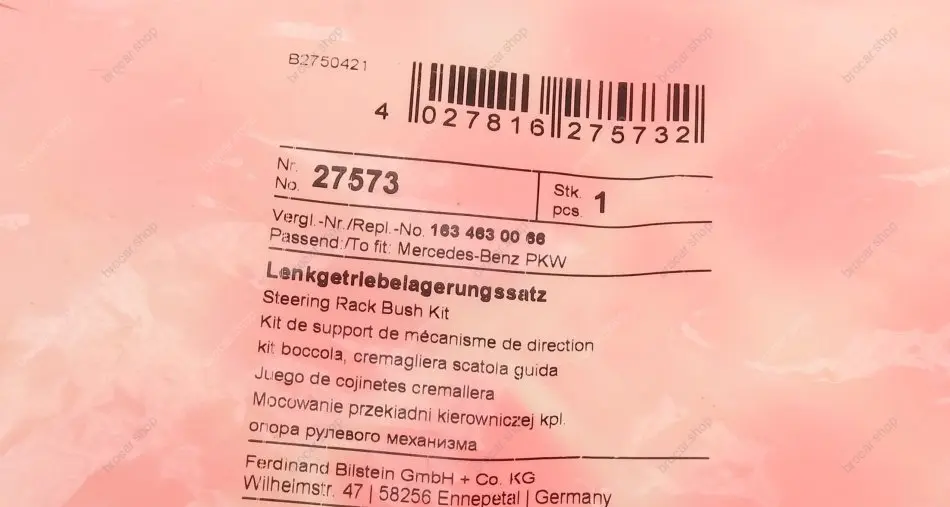 B2750421
4 027816 275732
Nr.
No. 27573
Stk.
pcs. 1
Vergl.-Nr./Repl.-No. 163 463 00 66
Passend:/To fit: Mercedes-Benz PKW
Lenkgetriebelagerungssatz
Steering Rack Bush Kit
Kit de support de mécanisme de direction
kit boccola, cremagliera scatola guida
Juego de cojinetes cremallera
Mocowanie przekiadni kierowniczej kpl.
опора рулевого механизма
Ferdinand Bilstein GmbH + Co. KG
Wilhelmstr. 47 | 58256 Ennepetal | Germany
brocar.shop